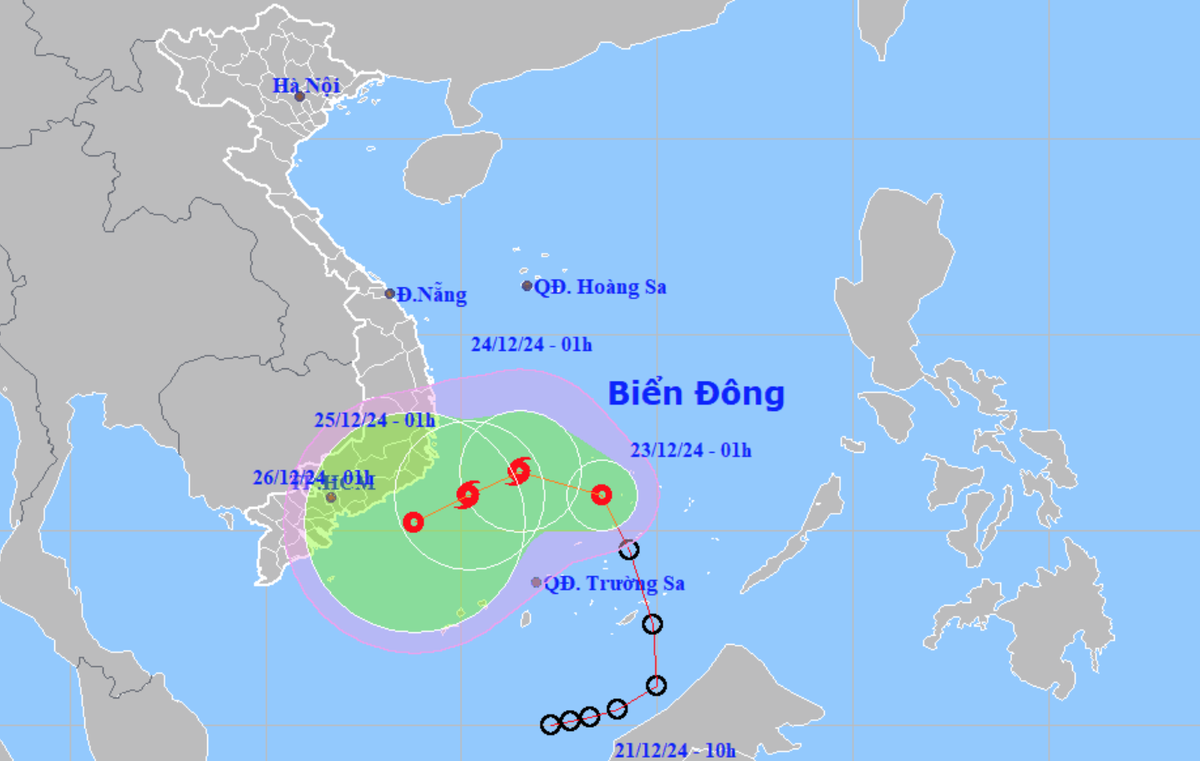 Hà Nội
Đ.Nẵng
QĐ. Hoàng Sa
24/12/24 - 01h
Biển Đông
25/12/24 - 01h
23/12/24 - 01h
26/12/24 - 01h
TP.HCM
QĐ. Trường Sa
21/12/24 - 10h